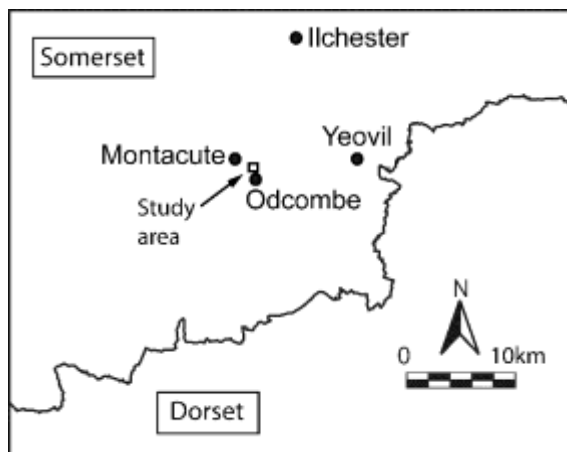 Ilchester
Somerset
Yeovil
Montacute
Study
area
Odcombe
N
0 10km
Dorset